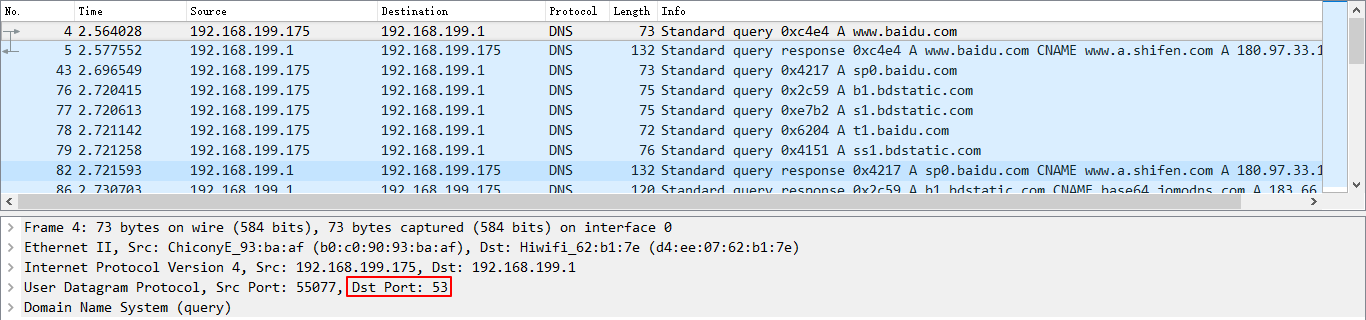 No. Time Source Destination Protocol Length Info
4 2.564028 192.168.199.175 192.168.199.1 DNS 73 Standard query 0xc4e4 A www.baidu.com
5 2.577552 192.168.199.1 192.168.199.175 DNS 132 Standard query response 0xc4e4 A www.baidu.com CNAME www.a.shifen.com A 180.97.33.1
43 2.696549 192.168.199.175 192.168.199.1 DNS 73 Standard query 0x4217 A sp0.baidu.com
76 2.720415 192.168.199.175 192.168.199.1 DNS 75 Standard query 0x2c59 A b1.bdstatic.com
77 2.720613 192.168.199.175 192.168.199.1 DNS 75 Standard query 0xe7b2 A s1.bdstatic.com
78 2.721142 192.168.199.175 192.168.199.1 DNS 72 Standard query 0x6204 A t1.baidu.com
79 2.721258 192.168.199.175 192.168.199.1 DNS 76 Standard query 0x4151 A ss1.bdstatic.com
82 2.721593 192.168.199.1 192.168.199.175 DNS 132 Standard query response 0x4217 A sp0.baidu.com CNAME www.a.shifen.com A 180.97.33.1
86 2.730703 192.168.199.1 192.168.199.175 DNS 120 Standard query response 0x2c59 A b1.bdstatic.com CNAME base64.jomodns.com A 183.66
Frame 4: 73 bytes on wire (584 bits), 73 bytes captured (584 bits) on interface 0
Ethernet II, Src: ChiconyE_93:ba:af (b0:c0:90:93:ba:af), Dst: Hiwifi_62:b1:7e (d4:ee:07:62:b1:7e)
Internet Protocol Version 4, Src: 192.168.199.175, Dst: 192.168.199.1
User Datagram Protocol, Src Port: 55077, Dst Port: 53
Domain Name System (query)